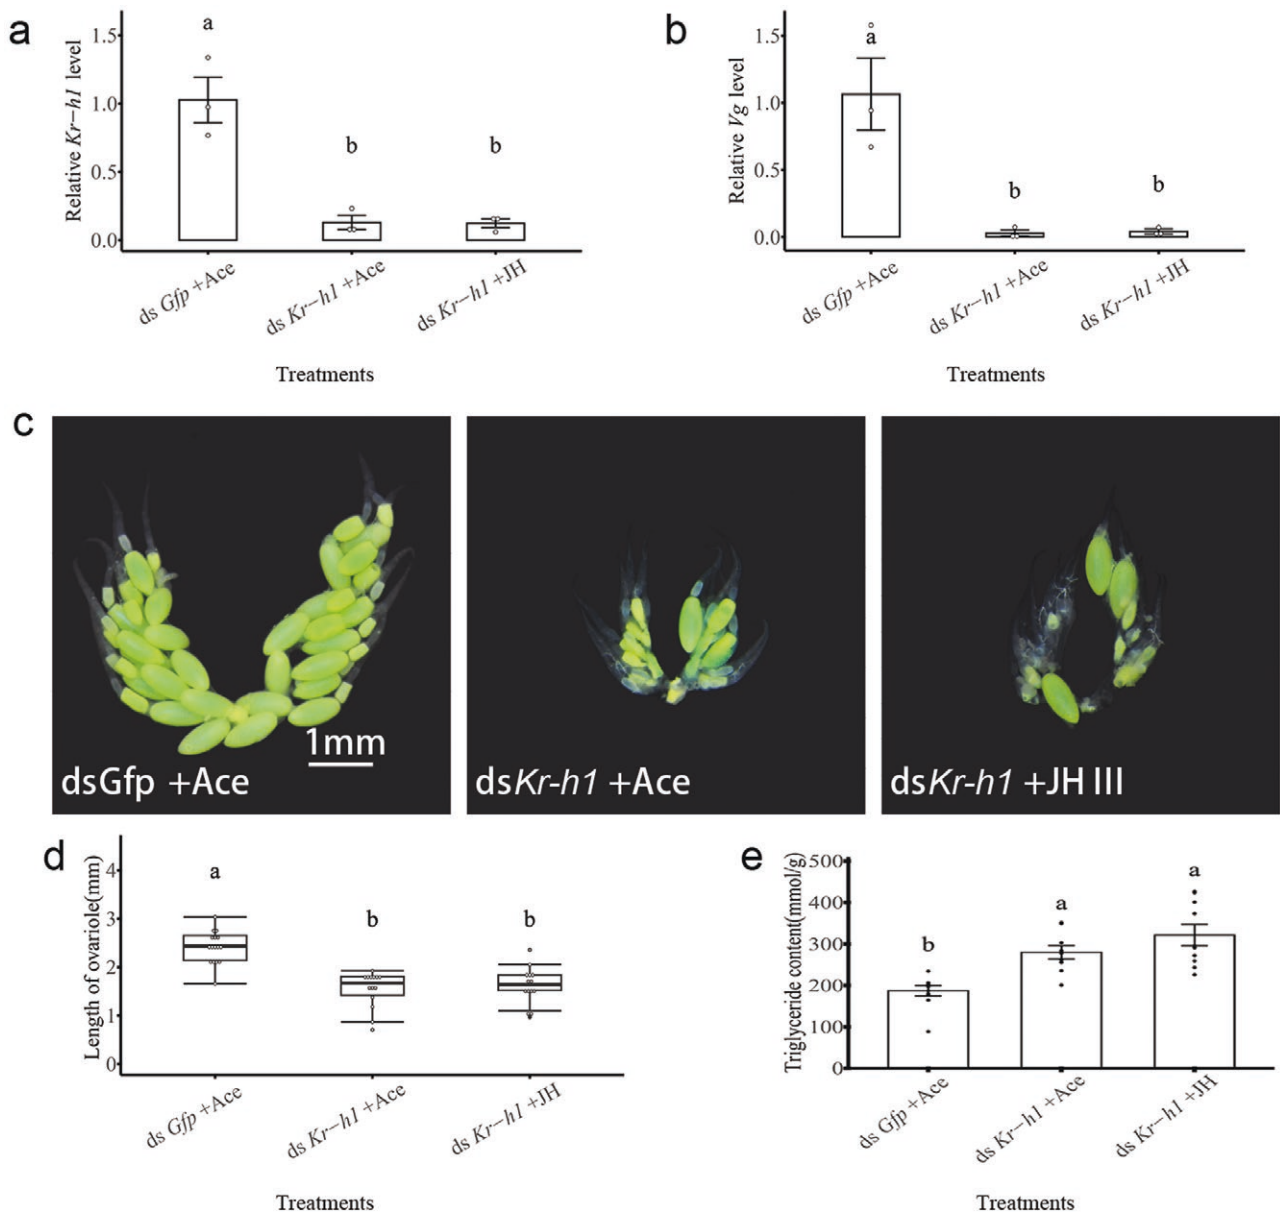 a
Relative Kr-h1 level
1.5
1.0
0.5
0.0
a
b
b
ds Gfp +Ace
ds Kr-h1 +Ace
ds Kr-h1 +JH
Treatments
b
Relative Vg level
1.5
1.0
0.5
0.0
a
b
b
ds Gfp +Ace
ds Kr-h1 +Ace
ds Kr-h1 +JH
Treatments
c
1mm
dsGfp +Ace
dsKr-h1 +Ace
dsKr-h1 +JH III
d
Length of ovariole(mm)
4
3
2
1
0
a
b
b
ds Gfp +Ace
ds Kr-h1 +Ace
ds Kr-h1 +JH
Treatments
e
Triglyceride content(mmol/g)
500
400
300
200
100
0
b
a
a
ds Gfp +Ace
ds Kr-h1 +Ace
ds Kr-h1 +JH
Treatments